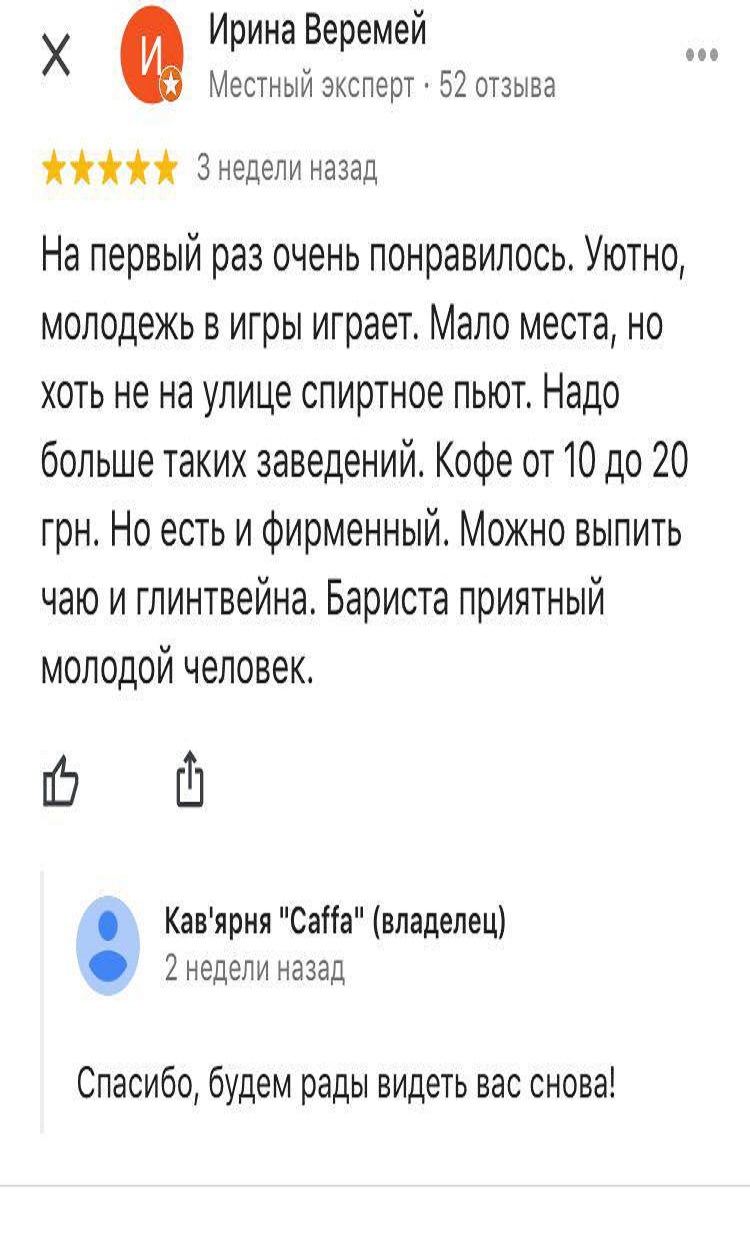 Ирина Веремей
Местный эксперт · 52 отзыва
3 недели назад
На первый раз очень понравилось. Уютно,
молодежь в игры играет. Мало места, но
хоть не на улице спиртное пьют. Надо
больше таких заведений. Кофе от 10 до 20
грн. Но есть и фирменный. Можно выпить
чаю и глинтвейна. Бариста приятный
молодой человек.
Кав'ярня "Caffa" (владелец)
2 недели назад
Спасибо, будем рады видеть вас снова!